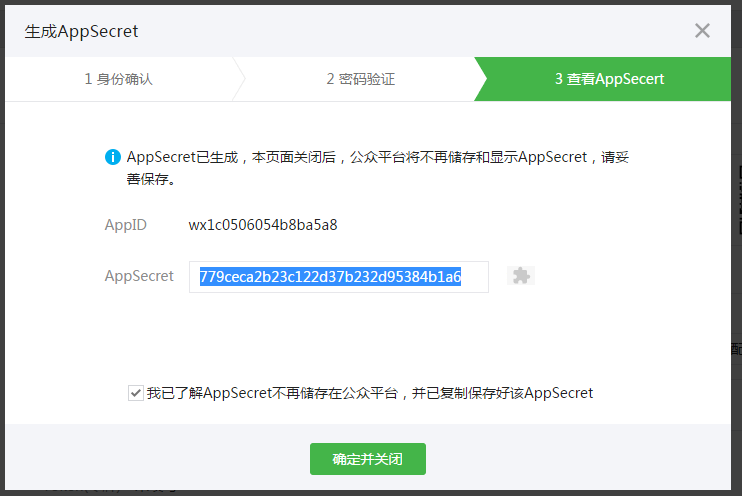 生成AppSecret
1 身份确认
2 密码验证
3 查看AppSecert
AppSecret已生成，本页面关闭后，公众平台将不再储存和显示AppSecret，请妥
善保存。
AppID wx1c0506054b8ba5a8
AppSecret 779ceca2b23c122d37b232d95384b1a6
我已了解AppSecret不再储存在公众平台，并已复制保存好该AppSecret
确定并关闭